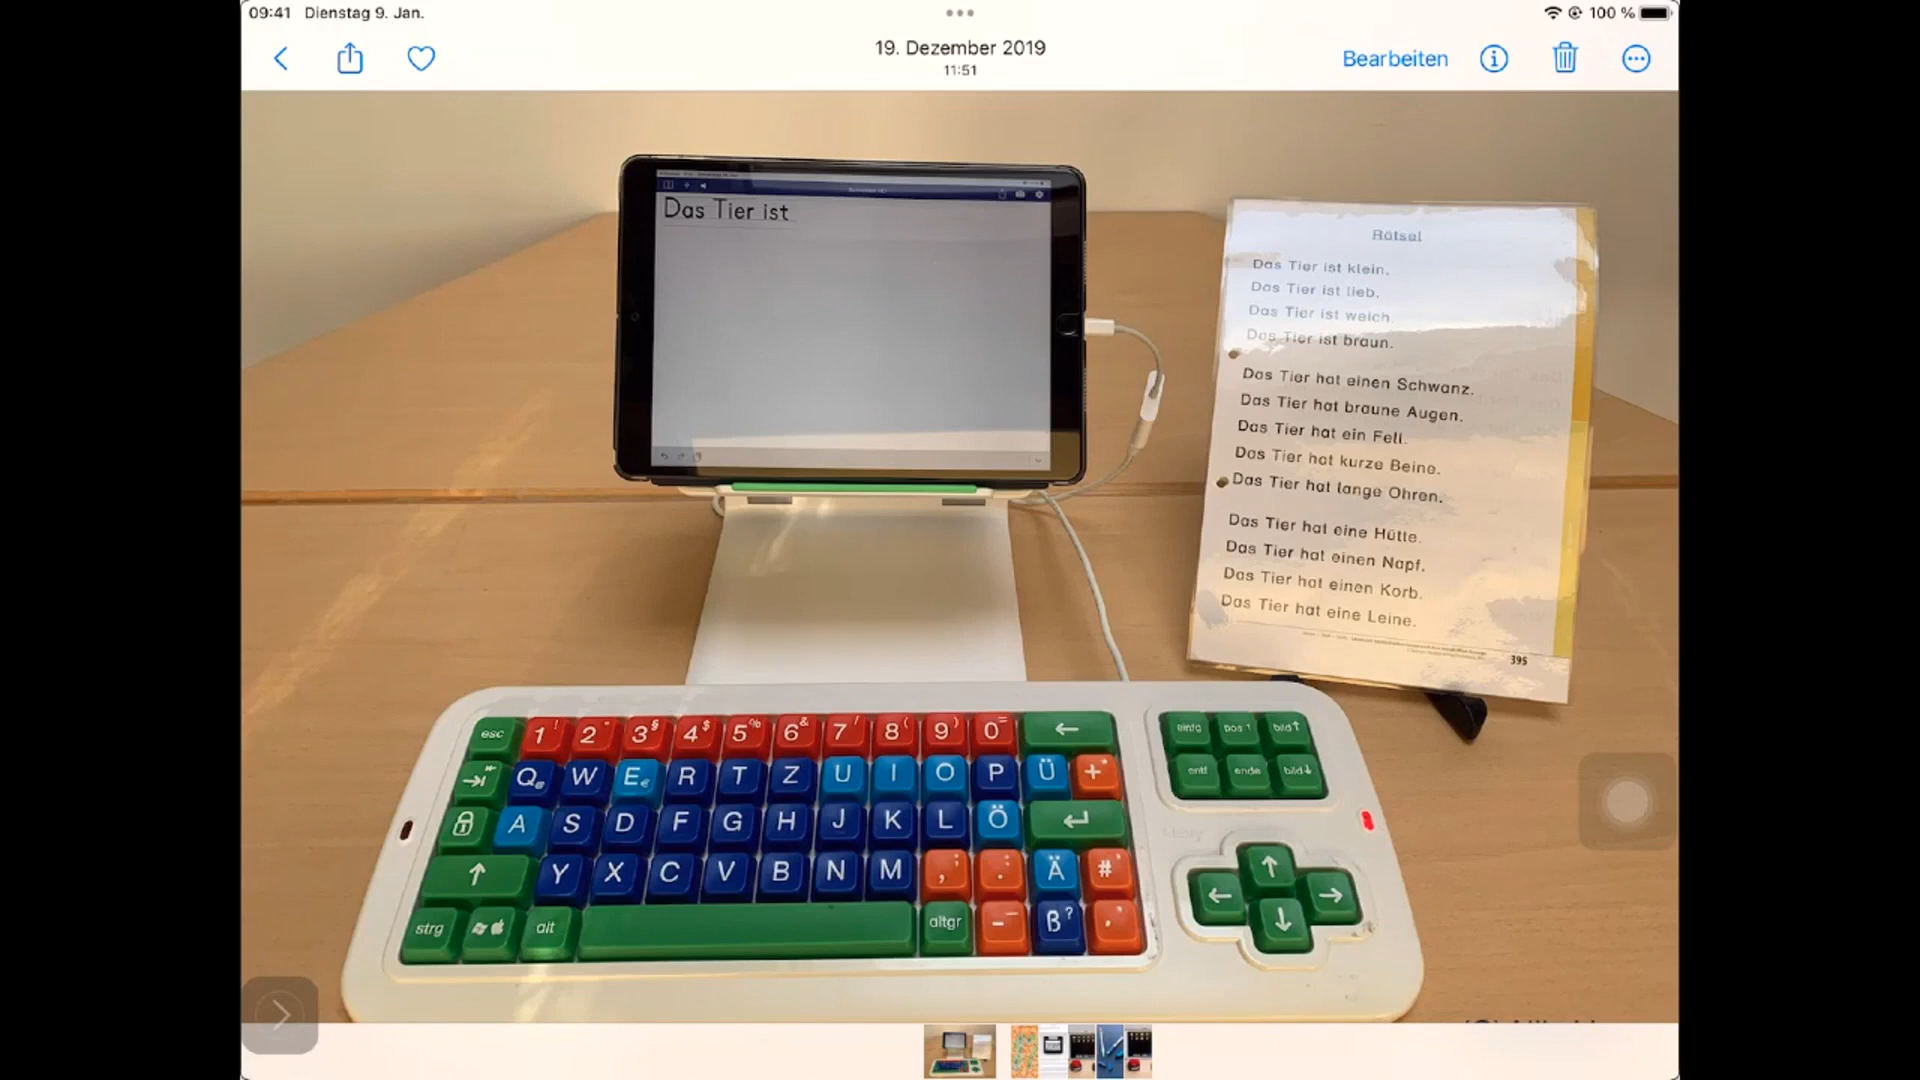 09:41 Dienstag 9. Jan.
100 %
19. Dezember 2019
11:51
Bearbeiten
Das Tier ist
Rätsel
Das Tier ist klein.
Das Tier ist lieb.
Das Tier ist weich.
Das Tier ist braun.
Das Tier hat einen Schwanz.
Das Tier hat braune Augen.
Das Tier hat ein Fell.
Das Tier hat kurze Beine.
Das Tier hat lange Ohren.
Das Tier hat eine Hütte.
Das Tier hat einen Napf.
Das Tier hat einen Korb.
Das Tier hat eine Leine.
395
esc 1 ! 2 " 3 § 4 $ 5 % 6 & 7 / 8 ( 9 ) 0 = ←
Q @ W E € R T Z U I O P Ü + *
A S D F G H J K L Ö ↵
↑ Y X C V B N M , ; . : Ä # '
strg alt altgr - _ ß ?
einfg pos 1 bild↑
entf ende bild↓
↑
← →
↓